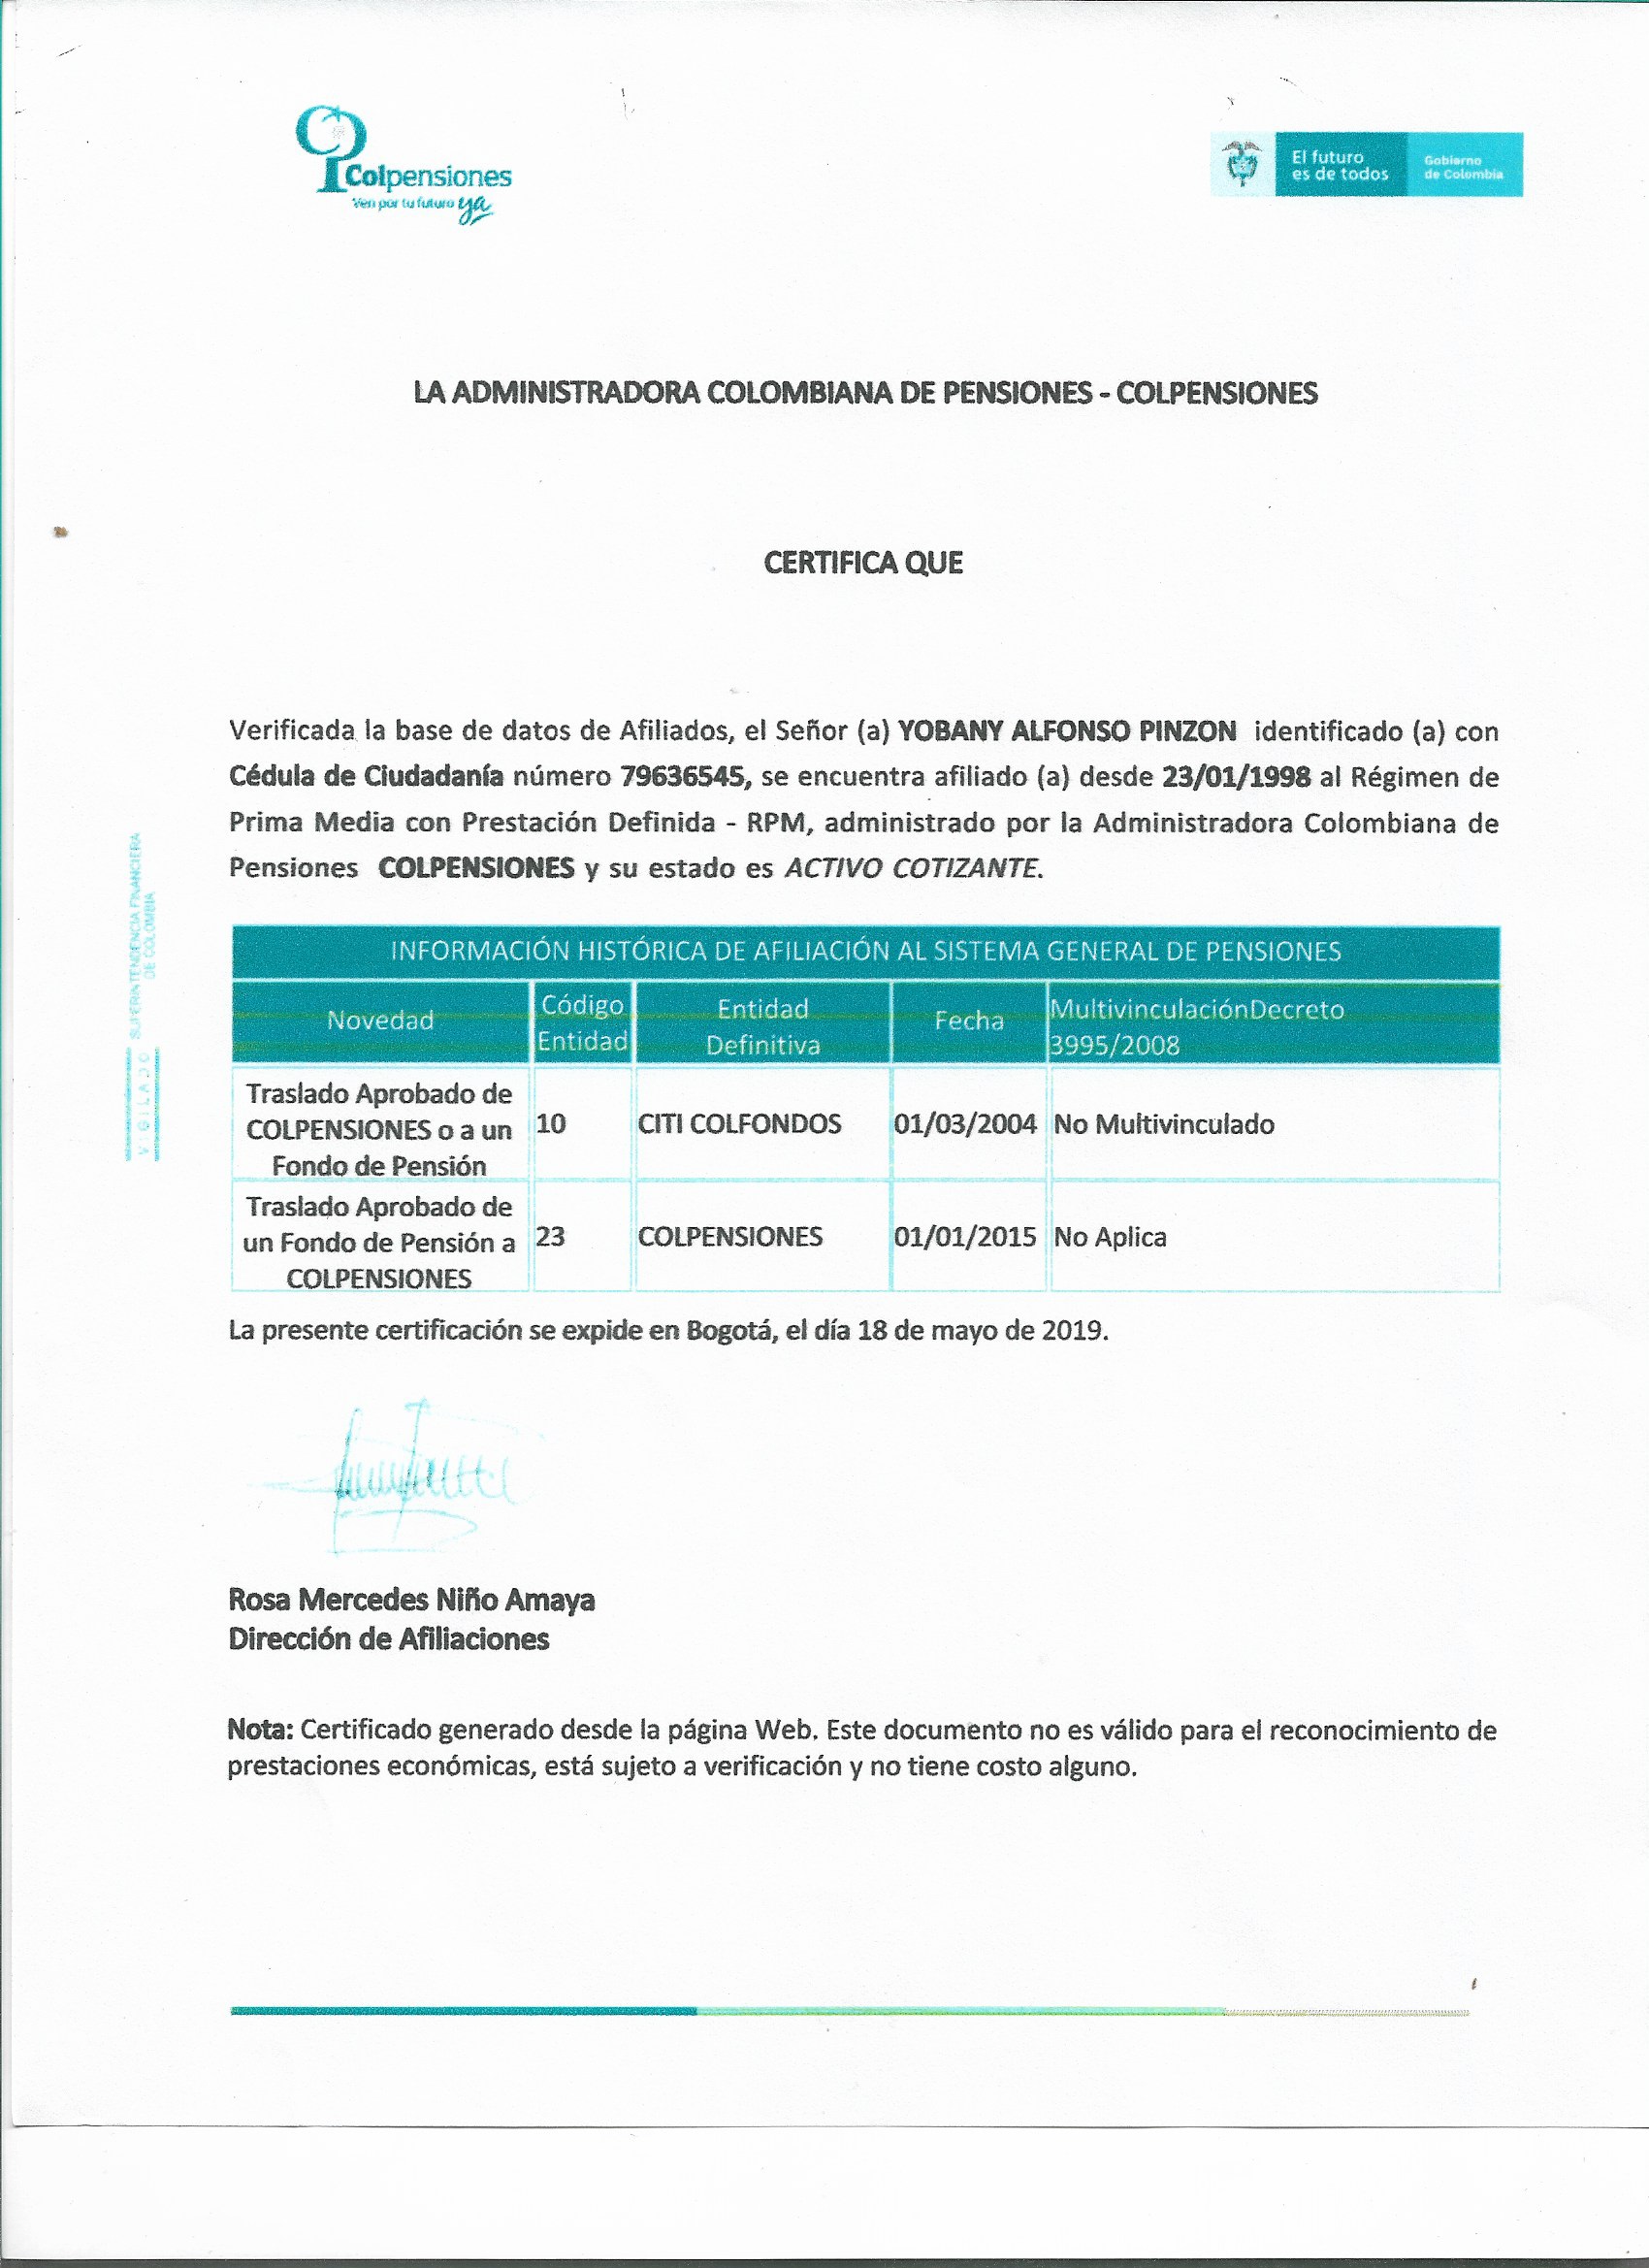 Colpensiones
Ven por tu futuro ya
El futuro
es de todos
Gobierno
de Colombia
LA ADMINISTRADORA COLOMBIANA DE PENSIONES - COLPENSIONES
CERTIFICA QUE
Verificada la base de datos de Afiliados, el Señor (a) YOBANY ALFONSO PINZON identificado (a) con
Cédula de Ciudadanía número 79636545, se encuentra afiliado (a) desde 23/01/1998 al Régimen de
Prima Media con Prestación Definida - RPM, administrado por la Administradora Colombiana de
Pensiones COLPENSIONES y su estado es ACTIVO COTIZANTE.
VIGILADO SUPERINTENDENCIA FINANCIERA
DE COLOMBIA
INFORMACIÓN HISTÓRICA DE AFILIACIÓN AL SISTEMA GENERAL DE PENSIONES
Novedad
Código
Entidad
Entidad
Definitiva
Fecha
MultivinculaciónDecreto
3995/2008
Traslado Aprobado de
COLPENSIONES o a un
Fondo de Pensión
10
CITI COLFONDOS
01/03/2004
No Multivinculado
Traslado Aprobado de
un Fondo de Pensión a
COLPENSIONES
23
COLPENSIONES
01/01/2015
No Aplica
La presente certificación se expide en Bogotá, el día 18 de mayo de 2019.
Rosa Mercedes Niño Amaya
Dirección de Afiliaciones
Nota: Certificado generado desde la página Web. Este documento no es válido para el reconocimiento de
prestaciones económicas, está sujeto a verificación y no tiene costo alguno.